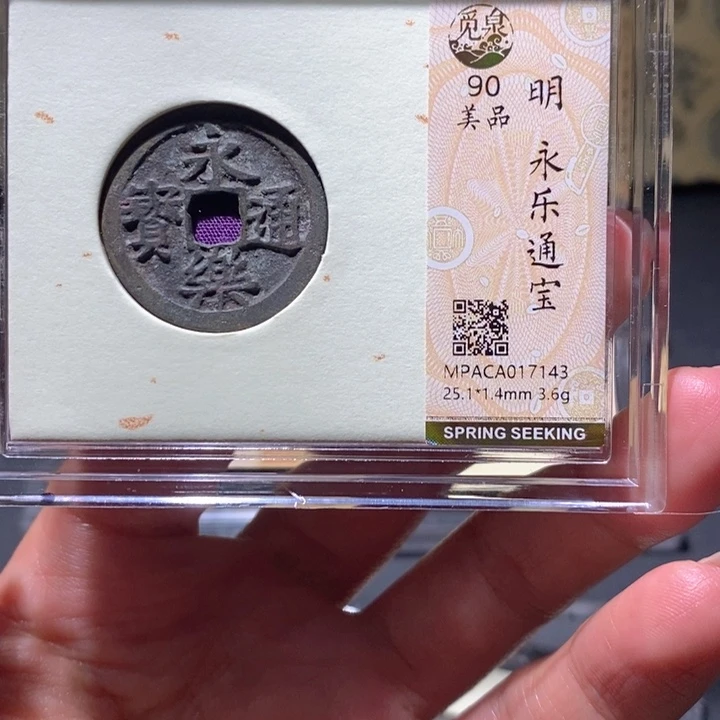 永
通
樂
寳
觅泉
90
美品
明 永乐通宝
MPACA017143
25.1*1.4mm 3.6g
SPRING SEEKING